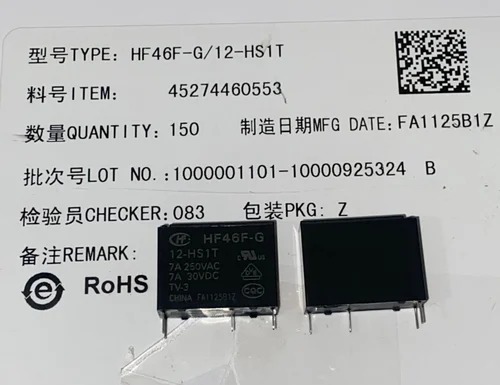 型号TYPE: HF46F-G/12-HS1T
料号ITEM: 45274460553
数量QUANTITY: 150 制造日期MFG DATE: FA1125B1Z
批次号LOT NO.: 1000001101-10000925324 B
检验员CHECKER: 083 包装PKG: Z
备注REMARK:
e RoHS
HF HF46F-G
12-HS1T
7A 250VAC
7A 30VDC
TV-3
CHINA FA1125B1Z
CQC